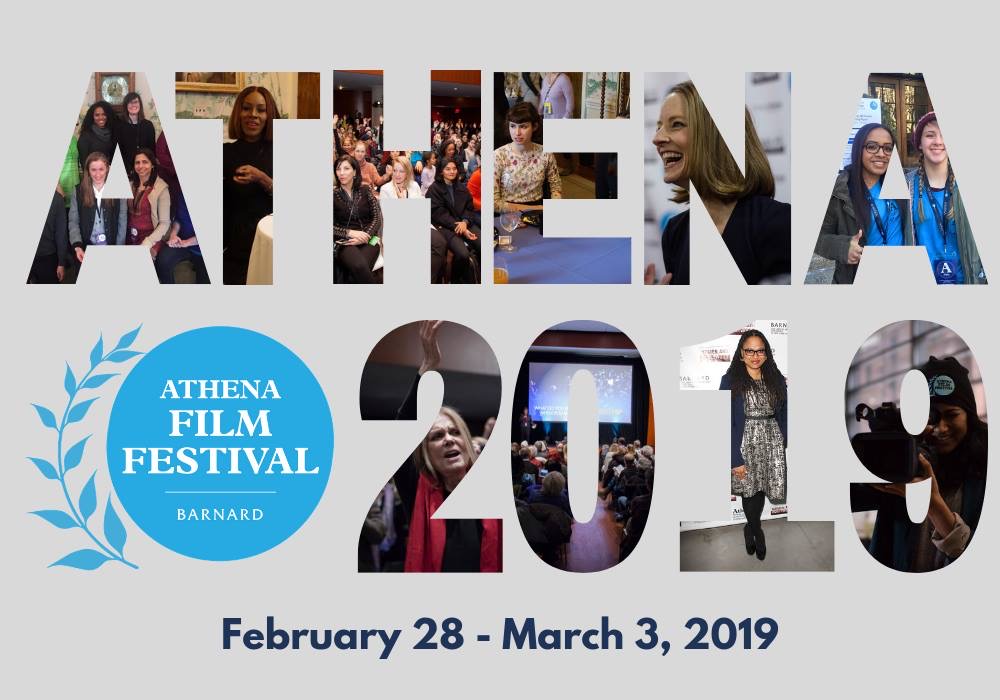 ATHENA
ATHENA
FILM
FESTIVAL
BARNARD
2019
February 28 - March 3, 2019